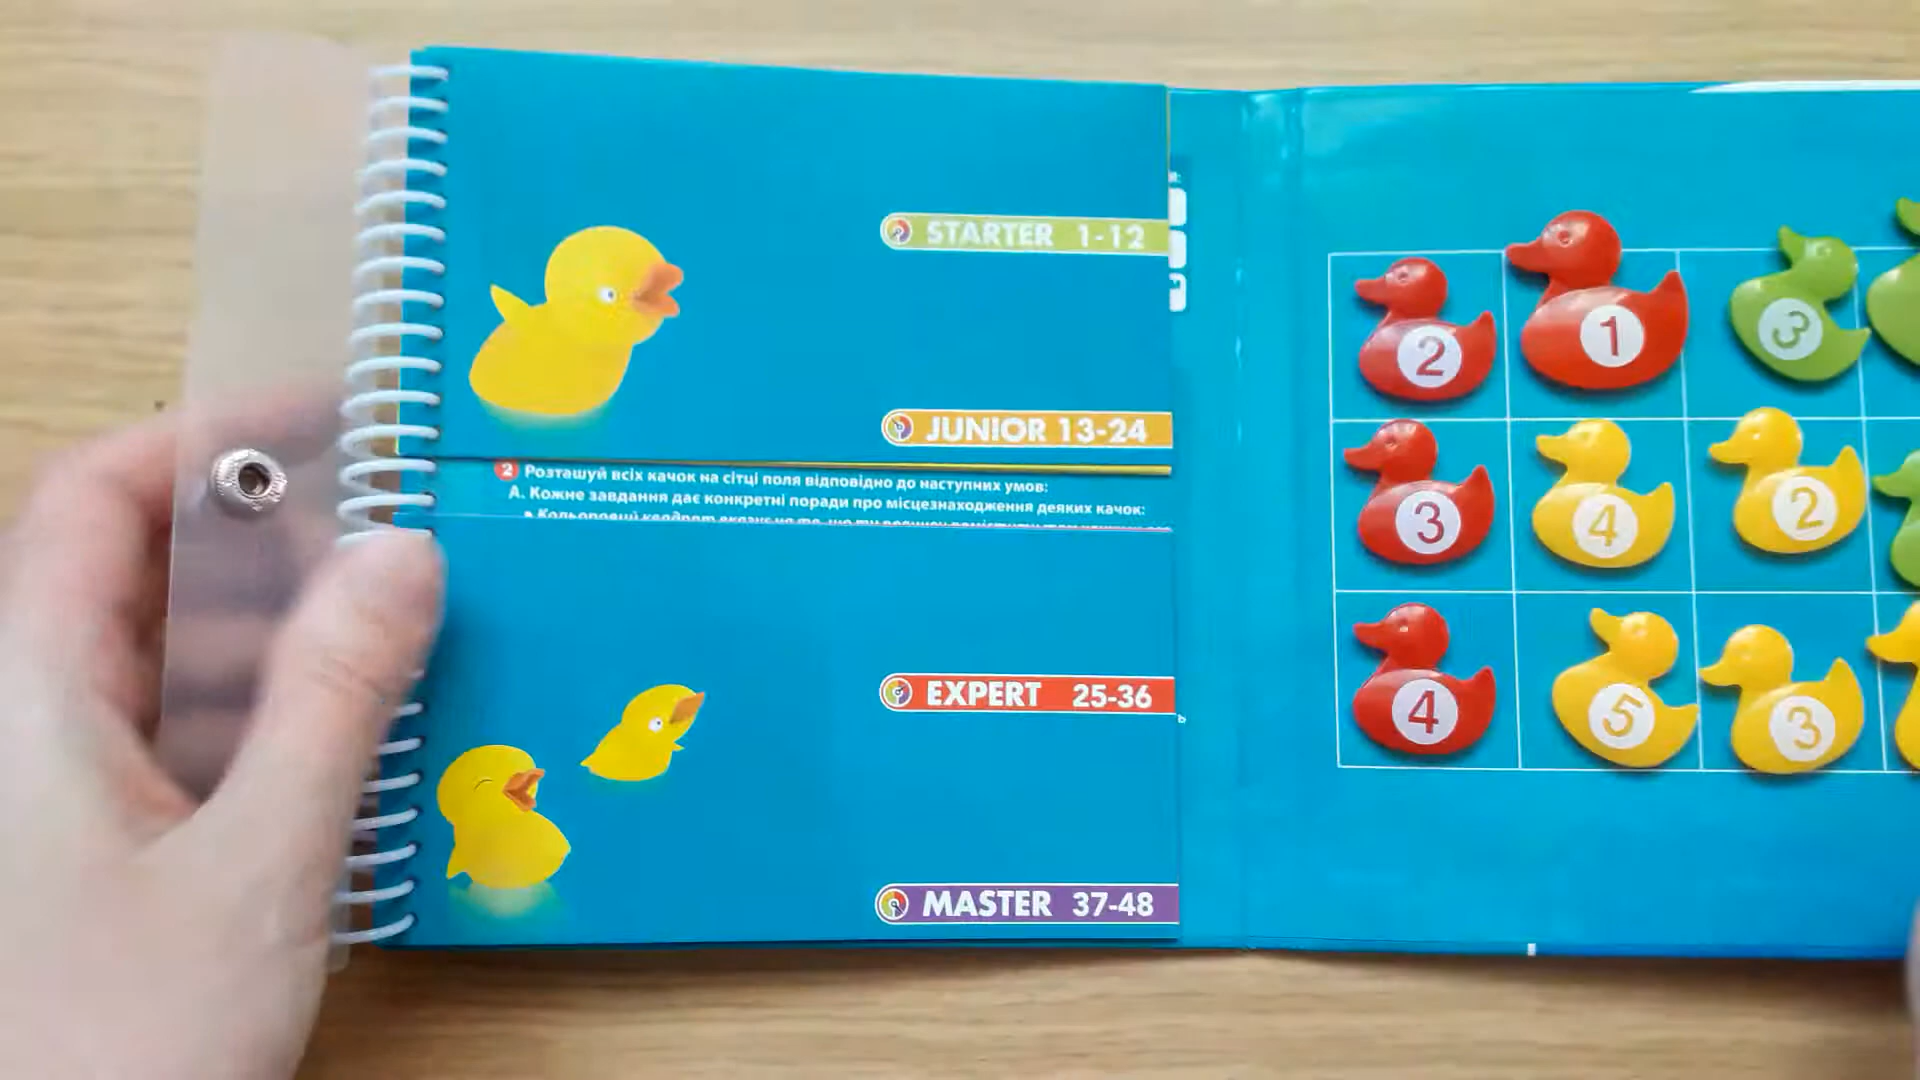 STARTER 1-12
JUNIOR 13-24
2 Розташуй всіх качок на сітці поля відповідно до наступних умов:
А. Кожне завдання дає конкретні поради про місцезнаходження деяких качок:
EXPERT 25-36
MASTER 37-48
2 1 3
3 4 2
4 5 3